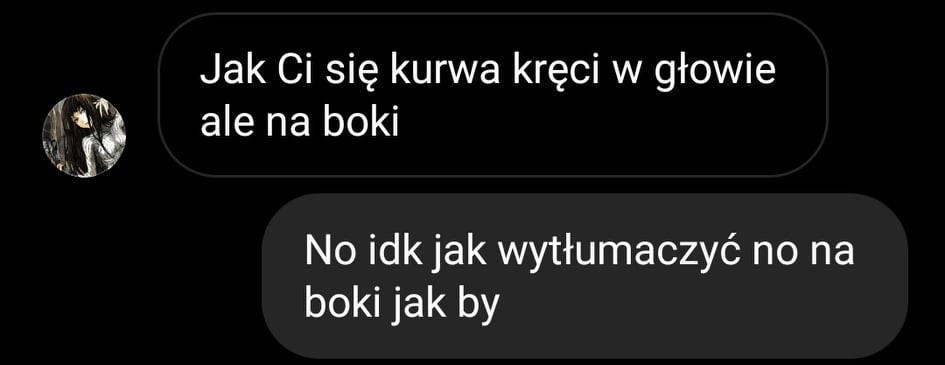 Jak Ci się kurwa kręci w głowie
ale na boki
No idk jak wytłumaczyć no na
boki jak by